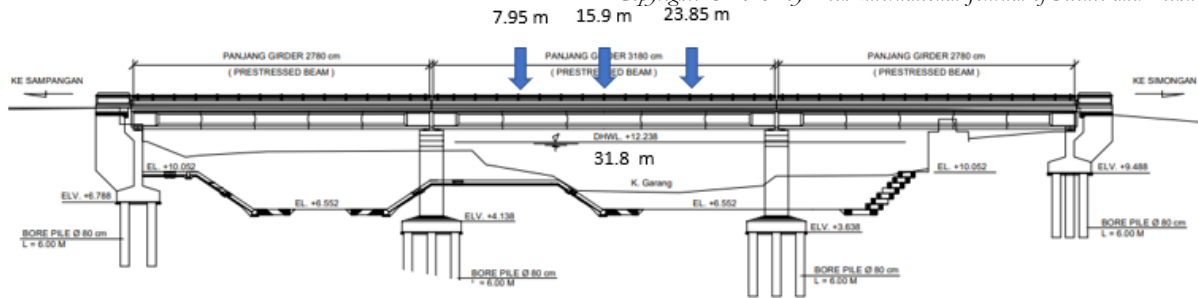 7.95 m 15.9 m 23.85 m
PANJANG GIRDER 2780 cm PANJANG GIRDER 3180 cm PANJANG GIRDER 2780 cm
( PRESTRESSED BEAM ) ( PRESTRESSED BEAM ) ( PRESTRESSED BEAM )
KE SAMPANGAN KE SIMONGAN
DHWL. +12.238
31.8 m
EL. +10.052 EL. +10.052 ELV. +9.488
K. Garang
ELV. +6.788 EL. +6.552 EL. +6.552
ELV. +4.138 ELV. +3.638
BORE PILE Ø 80 cm BORE PILE Ø 80 cm
L = 6.00 M L = 6.00 M
BORE PILE Ø 80 cm BORE PILE Ø 80 cm
L = 6.00 M